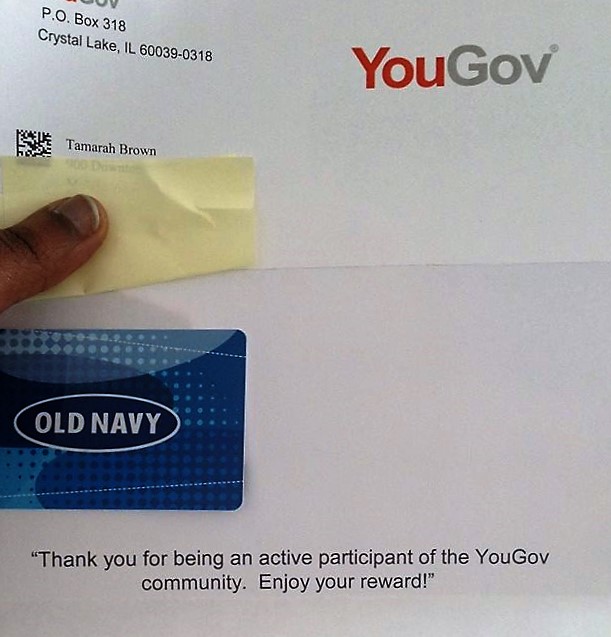 YouGov
P.O. Box 318
Crystal Lake, IL 60039-0318
YouGov®
Tamarah Brown
OLD NAVY
“Thank you for being an active participant of the YouGov
community. Enjoy your reward!”